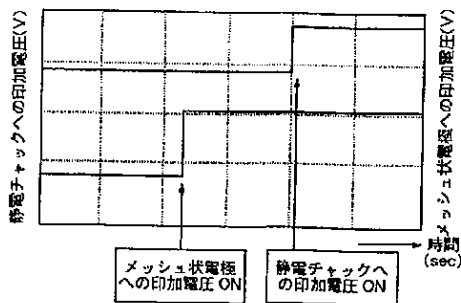 静電チャックへの印加電圧(V)
メッシュ状電極への印加電圧(V)
時間
(sec)
メッシュ状電極
への印加電圧 ON
静電チャックへ
の印加電圧 ON